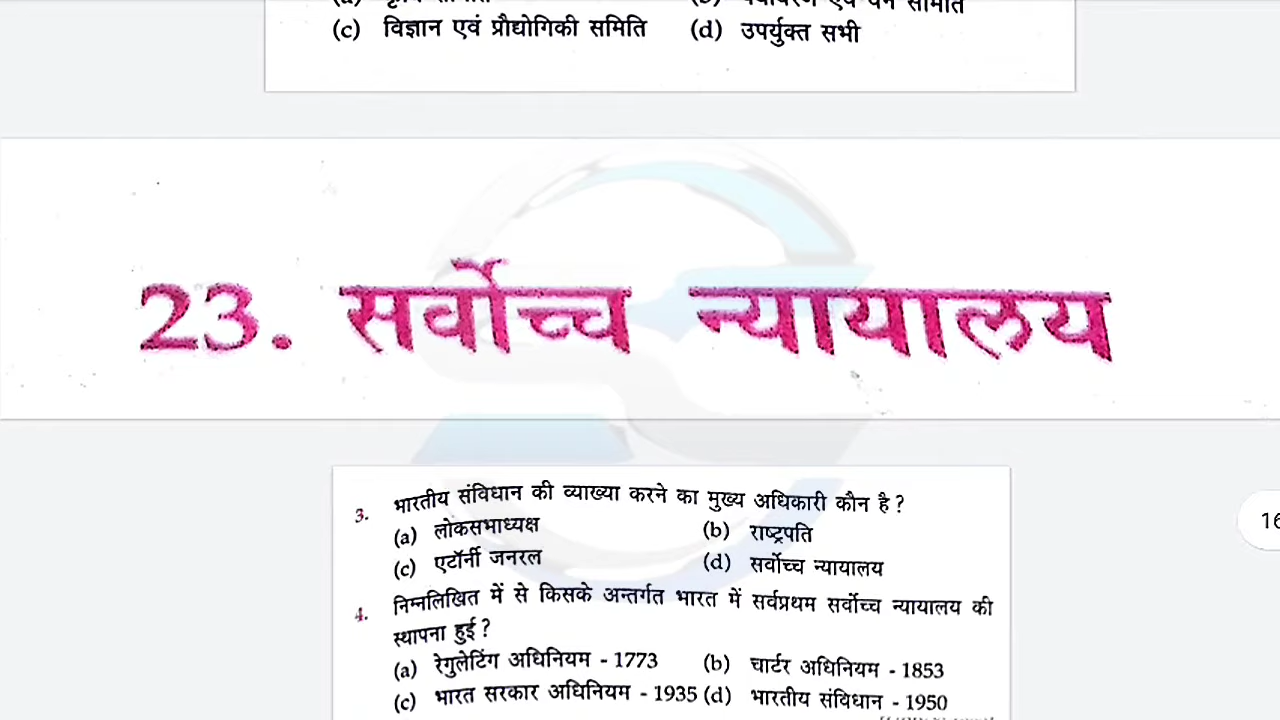 (c) विज्ञान एवं प्रौद्योगिकी समिति (d) उपर्युक्त सभी
23. सर्वोच्च न्यायालय
3. भारतीय संविधान की व्याख्या करने का मुख्य अधिकारी कौन है ?
(a) लोकसभाध्यक्ष (b) राष्ट्रपति
(c) एटॉर्नी जनरल (d) सर्वोच्च न्यायालय
4. निम्नलिखित में से किसके अन्तर्गत भारत में सर्वप्रथम सर्वोच्च न्यायालय की
स्थापना हुई ?
(a) रेगुलेटिंग अधिनियम - 1773 (b) चार्टर अधिनियम - 1853
(c) भारत सरकार अधिनियम - 1935 (d) भारतीय संविधान - 1950